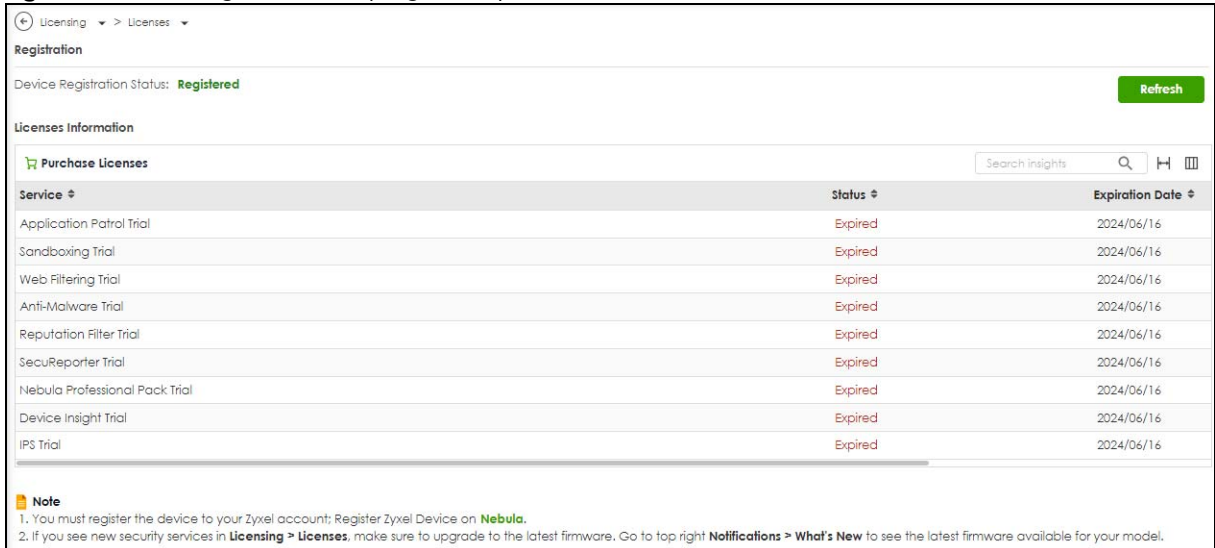 Licensing > Licenses
Registration
Device Registration Status: Registered
Refresh
Licenses Information
Purchase Licenses
Search insights
Service Status Expiration Date
Application Patrol Trial Expired 2024/06/16
Sandboxing Trial Expired 2024/06/16
Web Filtering Trial Expired 2024/06/16
Anti-Malware Trial Expired 2024/06/16
Reputation Filter Trial Expired 2024/06/16
SecuReporter Trial Expired 2024/06/16
Nebula Professional Pack Trial Expired 2024/06/16
Device Insight Trial Expired 2024/06/16
IPS Trial Expired 2024/06/16
Note
1. You must register the device to your Zyxel account; Register Zyxel Device on Nebula.
2. If you see new security services in Licensing > Licenses, make sure to upgrade to the latest firmware. Go to top right Notifications > What's New to see the latest firmware available for your model.